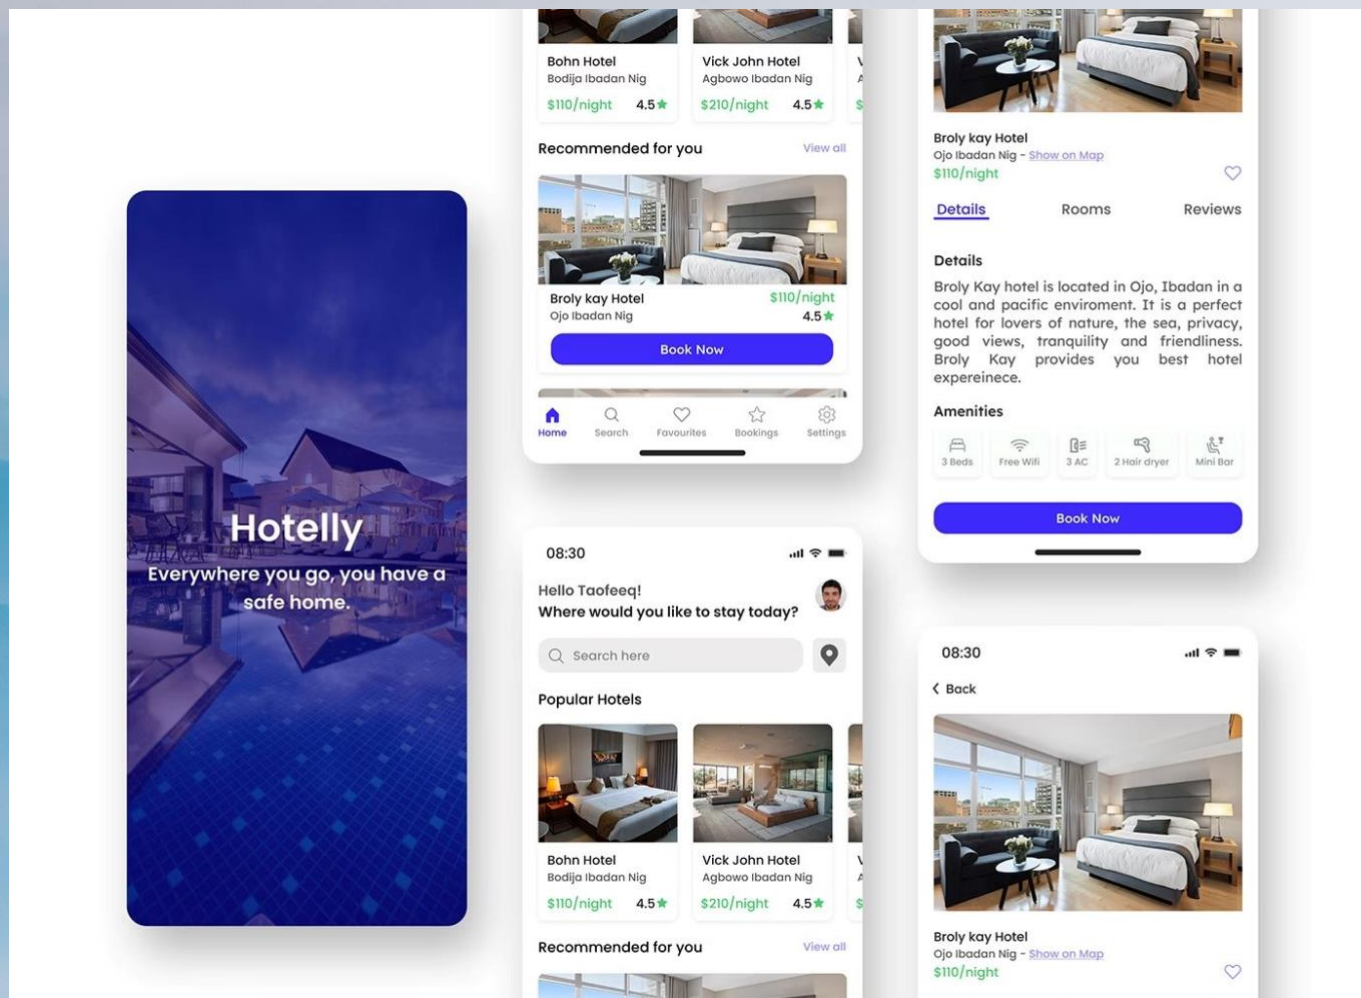 Hotelly
Everywhere you go, you have a
safe home.
Bohn Hotel
Bodija Ibadan Nig
$110/night 4.5
Vick John Hotel
Agbowo Ibadan Nig
$210/night 4.5
Recommended for you
View all
Broly kay Hotel
$110/night
Ojo Ibadan Nig
4.5
Book Now
Home
Search
Favourites
Bookings
Settings
08:30
Hello Taofeeq!
Where would you like to stay today?
Search here
Popular Hotels
Bohn Hotel
Bodija Ibadan Nig
$110/night 4.5
Vick John Hotel
Agbowo Ibadan Nig
$210/night 4.5
Recommended for you
View all
Broly kay Hotel
Ojo Ibadan Nig - Show on Map
$110/night
Details
Rooms
Reviews
Details
Broly Kay hotel is located in Ojo, Ibadan in a
cool and pacific enviroment. It is a perfect
hotel for lovers of nature, the sea, privacy,
good views, tranquility and friendliness.
Broly Kay provides you best hotel
expereinece.
Amenities
3 Beds
Free Wifi
3 AC
2 Hair dryer
Mini Bar
Book Now
08:30
Back
Broly kay Hotel
Ojo Ibadan Nig - Show on Map
$110/night